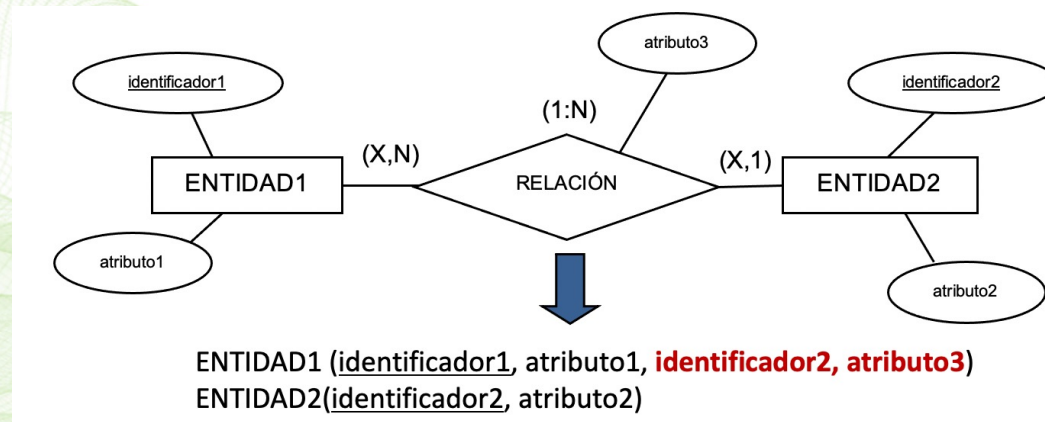 atributo3
identificador1
identificador2
(1:N)
(X,N)
(X,1)
ENTIDAD1
RELACIÓN
ENTIDAD2
atributo1
atributo2
ENTIDAD1 (identificador1, atributo1, identificador2, atributo3)
ENTIDAD2(identificador2, atributo2)